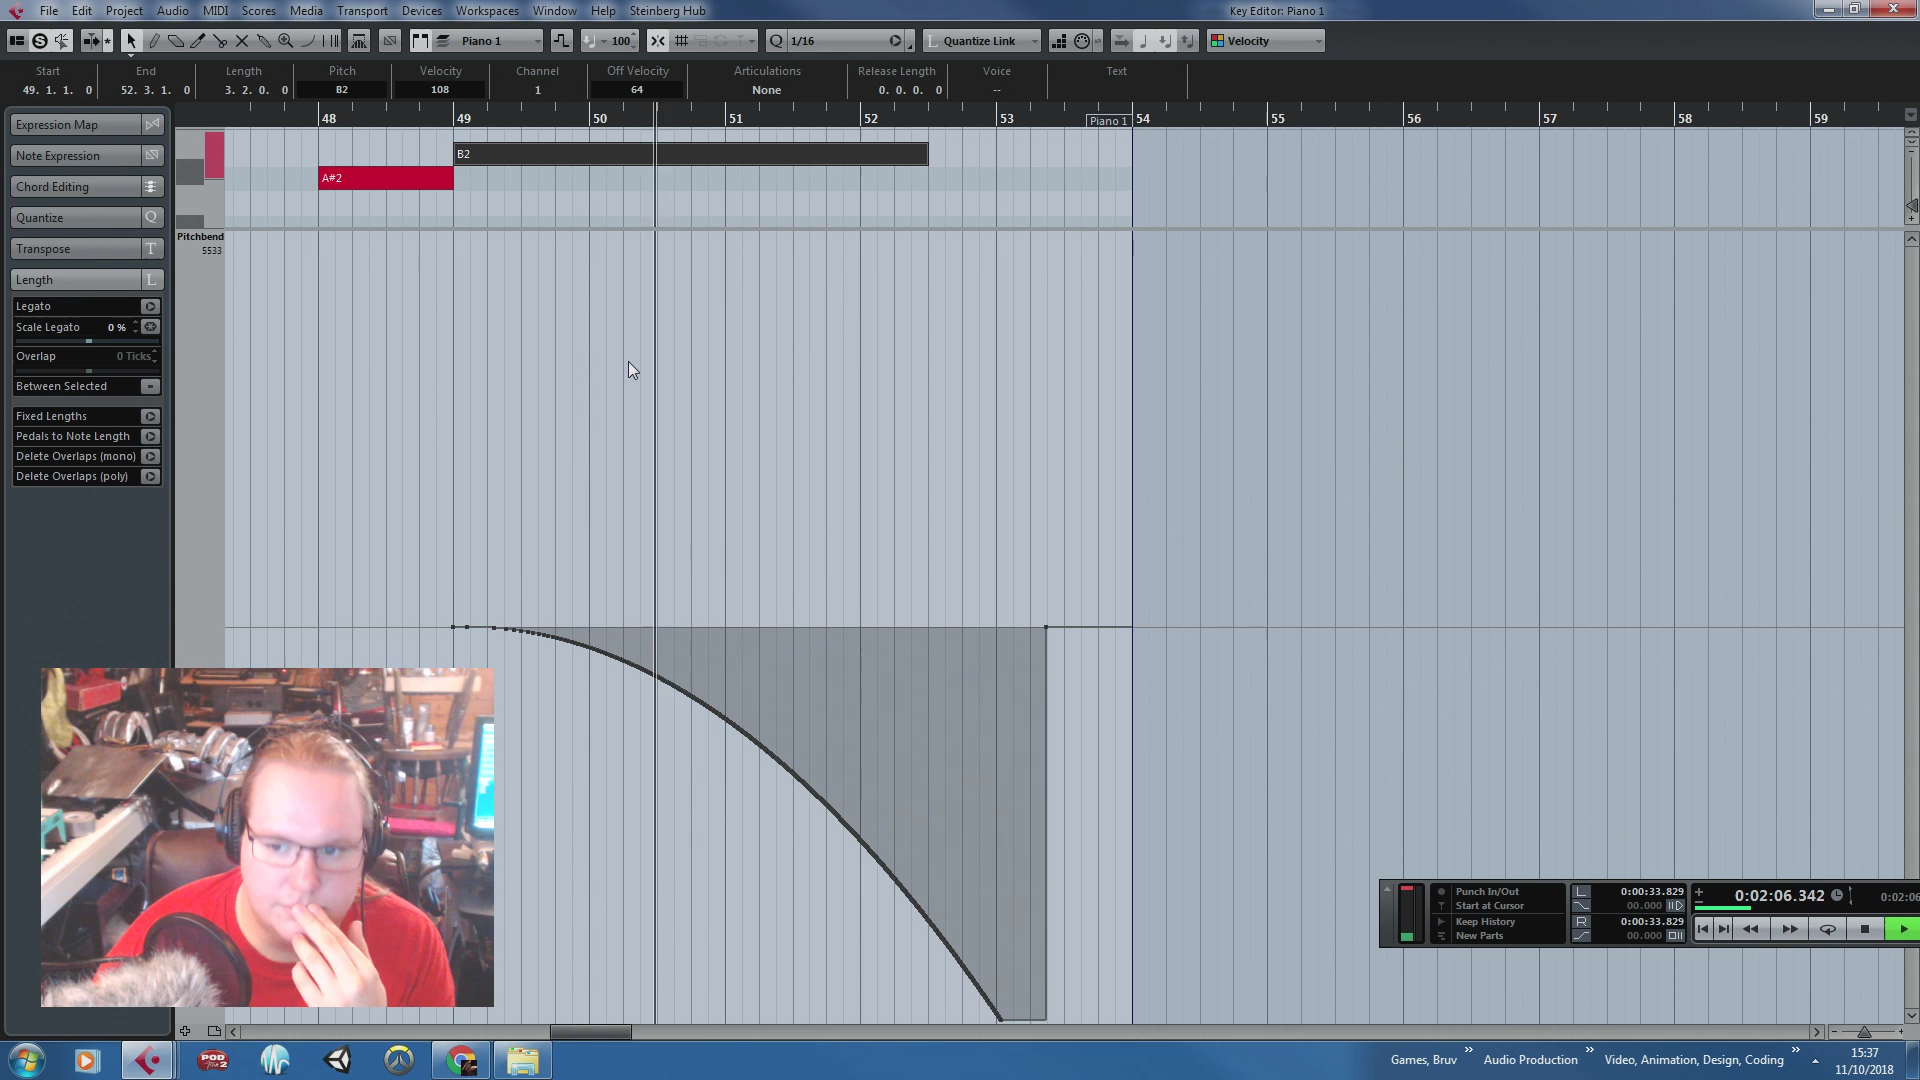 File Edit Project Audio MIDI Scores Media Transport Devices Workspaces Window Help Steinberg Hub Key Editor: Piano 1
Piano 1 100 Q 1/16 L Quantize Link Velocity
Start End Length Pitch Velocity Channel Off Velocity Articulations Release Length Voice Text
49. 1. 1. 0 52. 3. 1. 0 3. 2. 0. 0 B2 108 1 64 None 0. 0. 0. 0 --
48 49 50 51 52 53 Piano 1 54 55 56 57 58 59
Expression Map
Note Expression
Chord Editing
Quantize Q
Transpose T
Length L
Legato
Scale Legato 0 %
Overlap 0 Ticks
Between Selected
Fixed Lengths
Pedals to Note Length
Delete Overlaps (mono)
Delete Overlaps (poly)
B2
A#2
Pitchbend
5533
Punch In/Out
Start at Cursor
Keep History
New Parts
L 0:00:33.829
00.000
R 0:00:33.829
00.000
0:02:06.342 0:02:06
POD
Games, Bruv » Audio Production » Video, Animation, Design, Coding »
15:37
11/10/2018